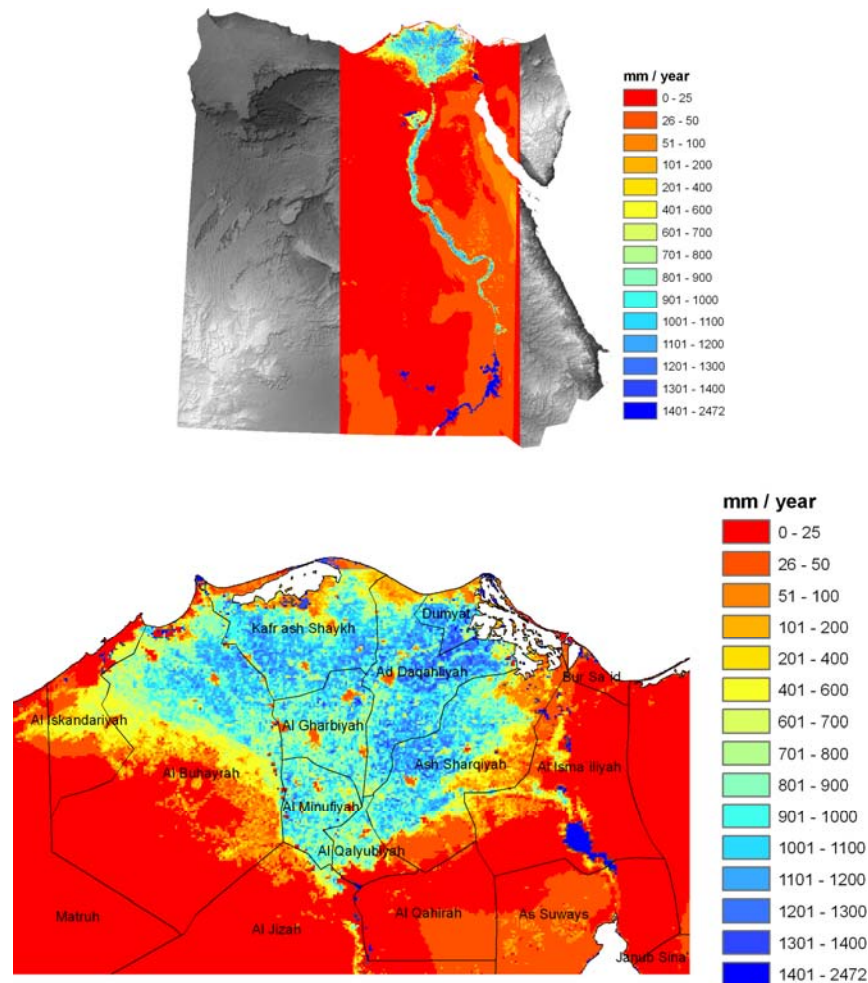 mm / year
0 - 25
26 - 50
51 - 100
101 - 200
201 - 400
401 - 600
601 - 700
701 - 800
801 - 900
901 - 1000
1001 - 1100
1101 - 1200
1201 - 1300
1301 - 1400
1401 - 2472
mm / year
0 - 25
26 - 50
51 - 100
101 - 200
201 - 400
401 - 600
601 - 700
701 - 800
801 - 900
901 - 1000
1001 - 1100
1101 - 1200
1201 - 1300
1301 - 1400
1401 - 2472
Dumyat
Kafr ash Shaykh
Ad Daqahliyah
Bur Sa id
Al Iskandariyah
Al Gharbiyah
Al Buhayrah
Ash Sharqiyah
Al Isma iliyah
Al Minufiyah
Al Qalyubiyah
Matruh
Al Jizah
Al Qahirah
As Suways
Janub Sina'